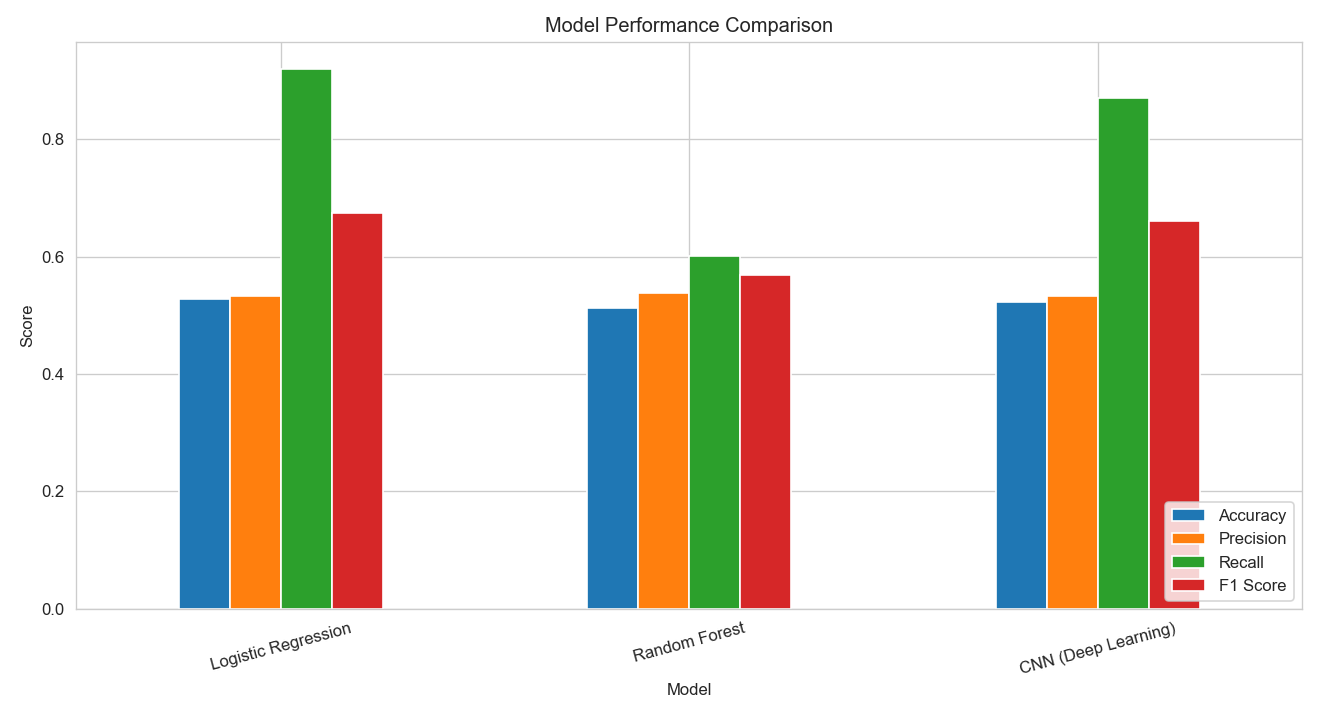 Model Performance Comparison
Score
0.8
0.6
0.4
0.2
0.0
Accuracy
Precision
Recall
F1 Score
Logistic Regression
Random Forest
CNN (Deep Learning)
Model